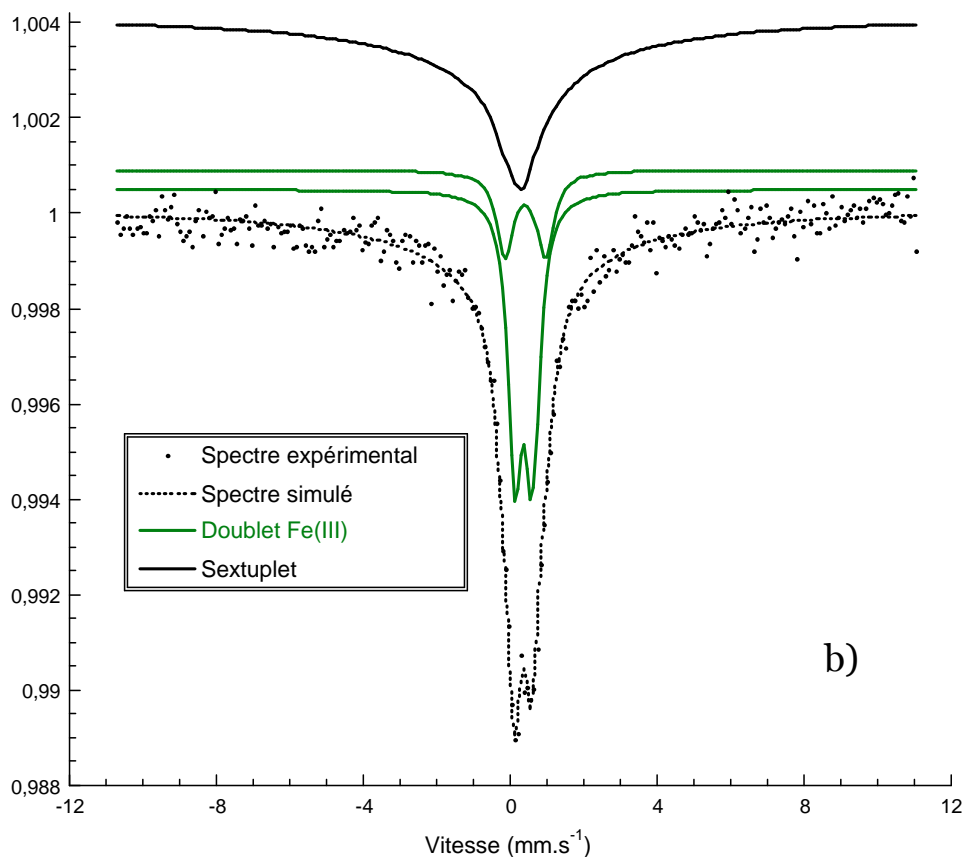 1,004
1,002
1
0,998
0,996
0,994
0,992
0,99
0,988
Spectre expérimental
Spectre simulé
Doublet Fe(III)
Sextuplet
b)
-12 -8 -4 0 4 8 12
Vitesse (mm.s-1)